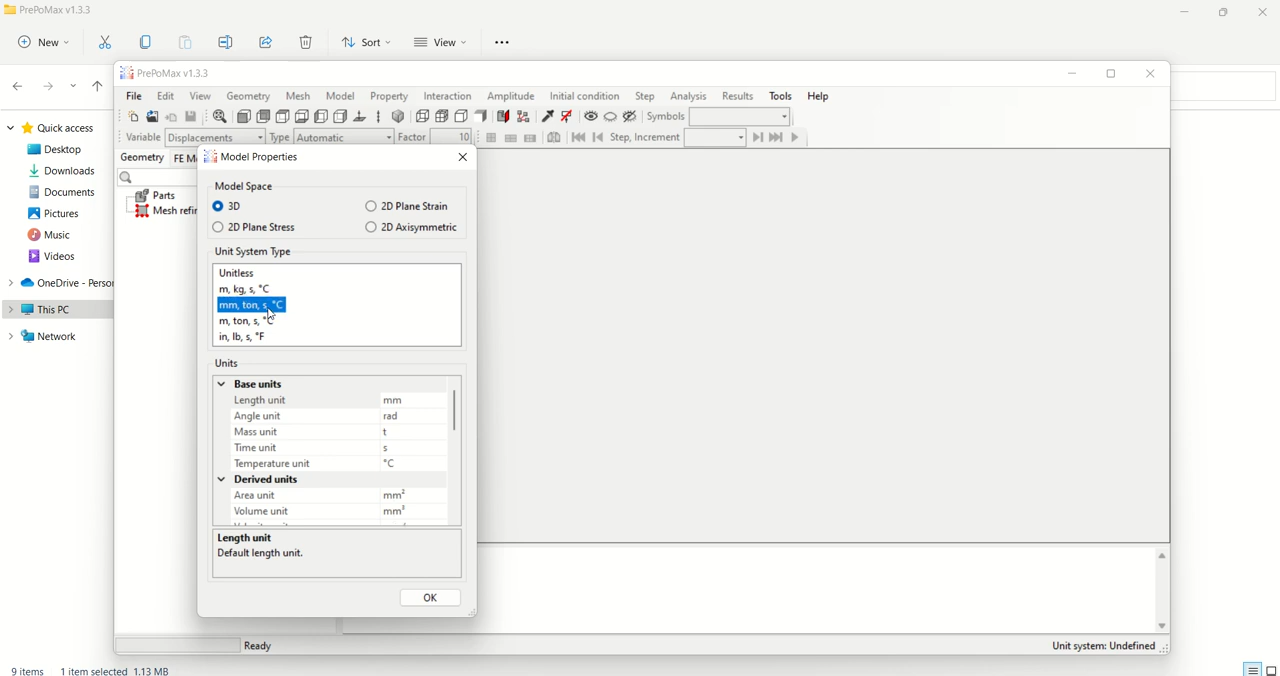 PrePoMax v1.3.3
New
Sort
View
PrePoMax v1.3.3
File Edit View Geometry Mesh Model Property Interaction Amplitude Initial condition Step Analysis Results Tools Help
Symbols
Variable Displacements Type Automatic Factor 10 Step, Increment
Geometry FE M
Model Properties
Parts
Mesh refir
Quick access
Desktop
Downloads
Documents
Pictures
Music
Videos
OneDrive - Person
This PC
Network
Model Space
3D 2D Plane Strain
2D Plane Stress 2D Axisymmetric
Unit System Type
Unitless
m, kg, s, °C
mm, ton, s, °C
m, ton, s, °C
in, lb, s, °F
Units
Base units
Length unit mm
Angle unit rad
Mass unit t
Time unit s
Temperature unit °C
Derived units
Area unit mm²
Volume unit mm³
Length unit
Default length unit.
OK
Ready
Unit system: Undefined
9 items 1 item selected 1.13 MB